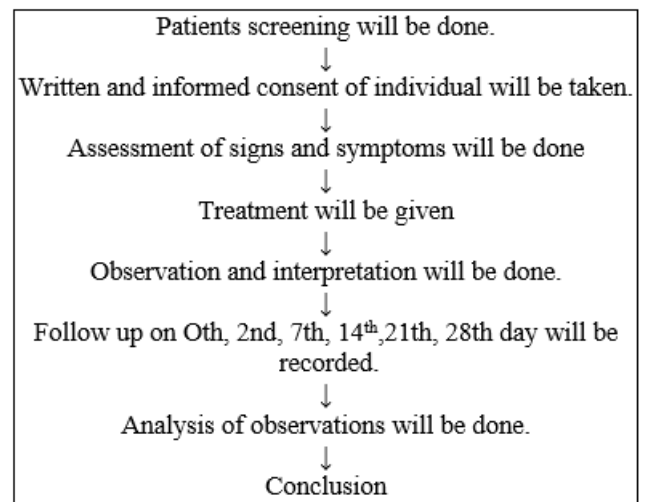 Patients screening will be done.
↓
Written and informed consent of individual will be taken.
↓
Assessment of signs and symptoms will be done
↓
Treatment will be given
↓
Observation and interpretation will be done.
↓
Follow up on Oth, 2nd, 7th, 14th,21th, 28th day will be
recorded.
↓
Analysis of observations will be done.
↓
Conclusion